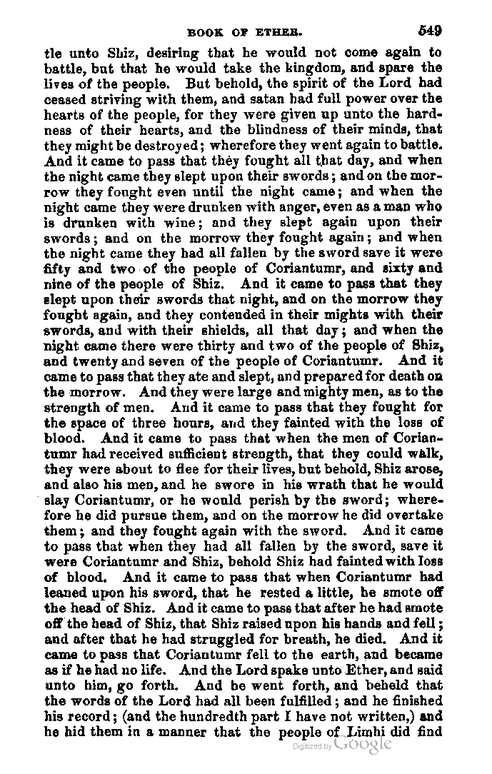 BOOK OF ETHER. 549
tle unto Shiz, desiring that he would not come again to
battle, but that he would take the kingdom, and spare the
lives of the people. But behold, the spirit of the Lord had
ceased striving with them, and satan had full power over the
hearts of the people, for they were given up unto the hard-
ness of their hearts, and the blindness of their minds, that
they might be destroyed; wherefore they went again to battle.
And it came to pass that they fought all that day, and when
the night came they slept upon their swords; and on the mor-
row they fought even until the night came; and when the
night came they were drunken with anger, even as a man who
is drunken with wine; and they slept again upon their
swords; and on the morrow they fought again; and when
the night came they had all fallen by the sword save it were
fifty and two of the people of Coriantumr, and sixty and
nine of the people of Shiz. And it came to pass that they
slept upon their swords that night, and on the morrow they
fought again, and they contended in their mights with their
swords, and with their shields, all that day; and when the
night came there were thirty and two of the people of Shiz,
and twenty and seven of the people of Coriantumr. And it
came to pass that they ate and slept, and prepared for death on
the morrow. And they were large and mighty men, as to the
strength of men. And it came to pass that they fought for
the space of three hours, and they fainted with the loss of
blood. And it came to pass that when the men of Corian-
tumr had received sufficient strength, that they could walk,
they were about to flee for their lives, but behold, Shiz arose,
and also his men, and he swore in his wrath that he would
slay Coriantumr, or he would perish by the sword; where-
fore he did pursue them, and on the morrow he did overtake
them; and they fought again with the sword. And it came
to pass that when they had all fallen by the sword, save it
were Coriantumr and Shiz, behold Shiz had fainted with loss
of blood. And it came to pass that when Coriantumr had
leaned upon his sword, that he rested a little, he smote off
the head of Shiz. And it came to pass that after he had smote
off the head of Shiz, that Shiz raised upon his hands and fell;
and after that he had struggled for breath, he died. And it
came to pass that Coriantumr fell to the earth, and became
as if he had no life. And the Lord spake unto Ether, and said
unto him, go forth. And he went forth, and beheld that
the words of the Lord had all been fulfilled; and he finished
his record; (and the hundredth part I have not written,) and
he hid them in a manner that the people of Limhi did find
Digitized by Google